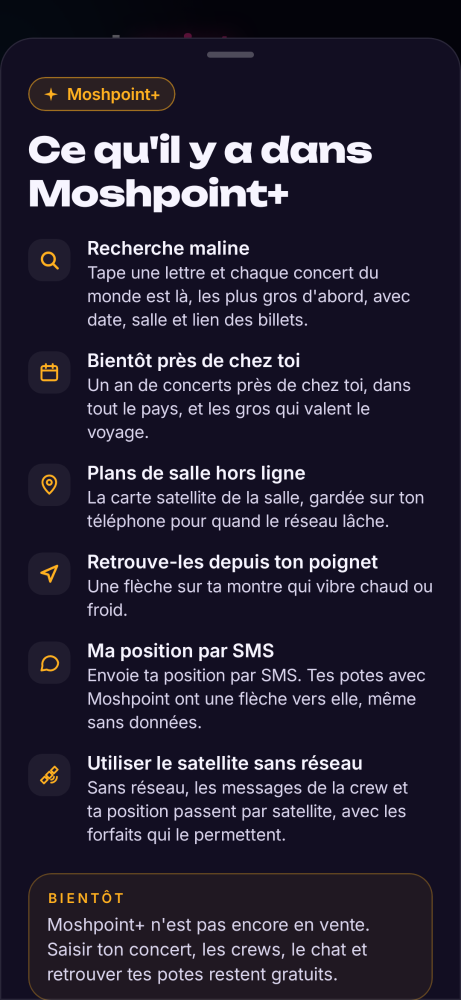 Moshpoint+
Ce qu'il y a dans
Moshpoint+
Recherche maline
Tape une lettre et chaque concert du
monde est là, les plus gros d'abord, avec
date, salle et lien des billets.
Bientôt près de chez toi
Un an de concerts près de chez toi, dans
tout le pays, et les gros qui valent le
voyage.
Plans de salle hors ligne
La carte satellite de la salle, gardée sur ton
téléphone pour quand le réseau lâche.
Retrouve-les depuis ton poignet
Une flèche sur ta montre qui vibre chaud ou
froid.
Ma position par SMS
Envoie ta position par SMS. Tes potes avec
Moshpoint ont une flèche vers elle, même
sans données.
Utiliser le satellite sans réseau
Sans réseau, les messages de la crew et
ta position passent par satellite, avec les
forfaits qui le permettent.
BIENTÔT
Moshpoint+ n'est pas encore en vente.
Saisir ton concert, les crews, le chat et
retrouver tes potes restent gratuits.